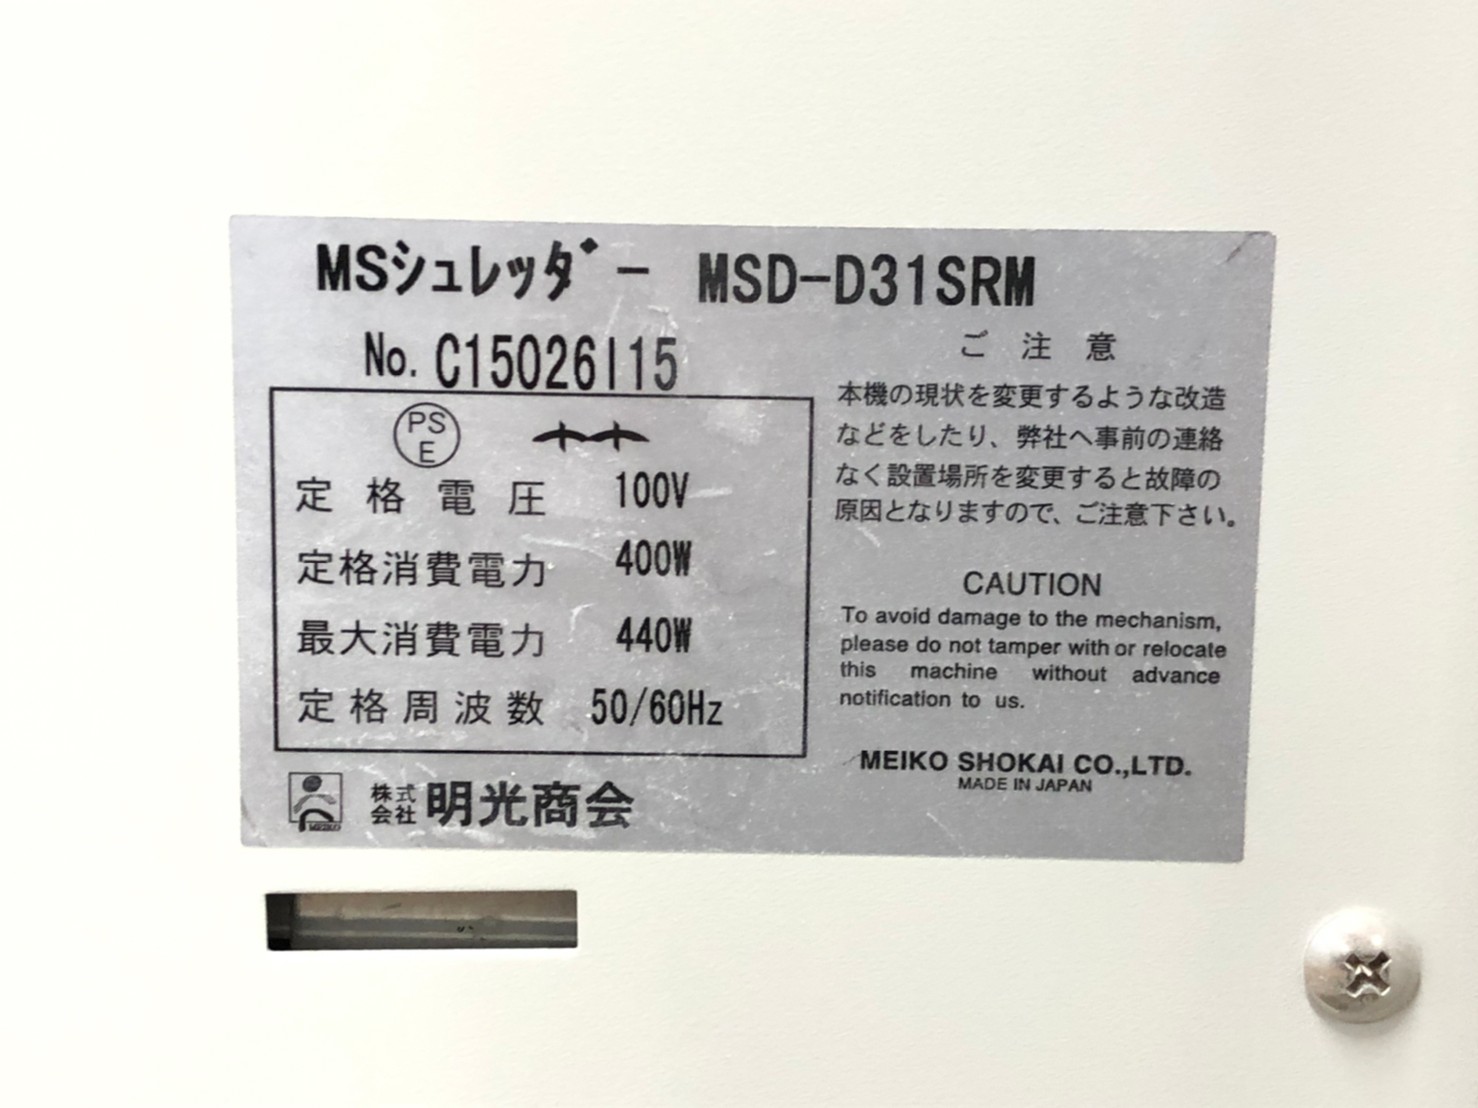 MSシュレッダー MSD-D31SRM
No. C15026115
PS
E
定格電圧 100V
定格消費電力 400W
最大消費電力 440W
定格周波数 50/60Hz
MEIKO
株式会社 明光商会
ご注意
本機の現状を変更するような改造
などをしたり、弊社へ事前の連絡
なく設置場所を変更すると故障の
原因となりますので、ご注意下さい。
CAUTION
To avoid damage to the mechanism,
please do not tamper with or relocate
this machine without advance
notification to us.
MEIKO SHOKAI CO.,LTD.
MADE IN JAPAN